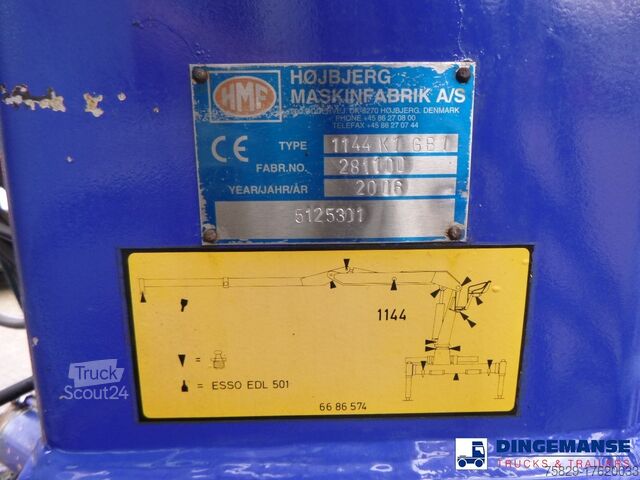 HMF
HØJBJERG
MASKINFABRIK A/S
DK-8270 HØJBJERG, DENMARK
PHONE +45 86 27 08 00
TELEFAX +45 86 27 07 44
CE
TYPE 1144 K1 GB1
FABR.NO. 281100
YEAR/JAHR/ÅR 2006
5125301
1144
=
= ESSO EDL 501
66 86 574
Truck
Scout24
DINGEMANSE
TRUCKS & TRAILERS